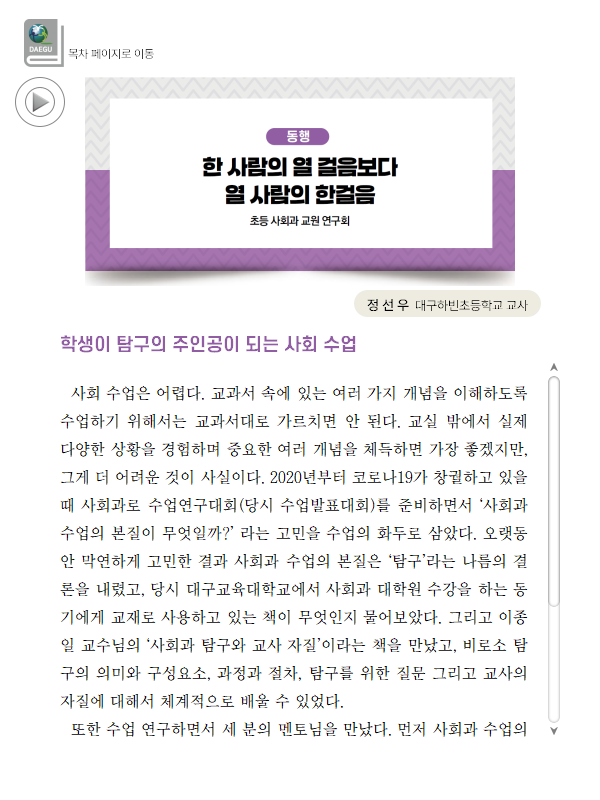 DAEGU
목차 페이지로 이동
동행
한 사람의 열 걸음보다
열 사람의 한걸음
초등 사회과 교원 연구회
정선우 대구하빈초등학교 교사
학생이 탐구의 주인공이 되는 사회 수업
사회 수업은 어렵다. 교과서 속에 있는 여러 가지 개념을 이해하도록
수업하기 위해서는 교과서대로 가르치면 안 된다. 교실 밖에서 실제
다양한 상황을 경험하며 중요한 여러 개념을 체득하면 가장 좋겠지만,
그게 더 어려운 것이 사실이다. 2020년부터 코로나19가 창궐하고 있을
때 사회과로 수업연구대회(당시 수업발표대회)를 준비하면서 ‘사회과
수업의 본질이 무엇일까?’ 라는 고민을 수업의 화두로 삼았다. 오랫동
안 막연하게 고민한 결과 사회과 수업의 본질은 ‘탐구’라는 나름의 결
론을 내렸고, 당시 대구교육대학교에서 사회과 대학원 수강을 하는 동
기에게 교재로 사용하고 있는 책이 무엇인지 물어보았다. 그리고 이종
일 교수님의 ‘사회과 탐구와 교사 자질’이라는 책을 만났고, 비로소 탐
구의 의미와 구성요소, 과정과 절차, 탐구를 위한 질문 그리고 교사의
자질에 대해서 체계적으로 배울 수 있었다.
또한 수업 연구하면서 세 분의 멘토님을 만났다. 먼저 사회과 수업의